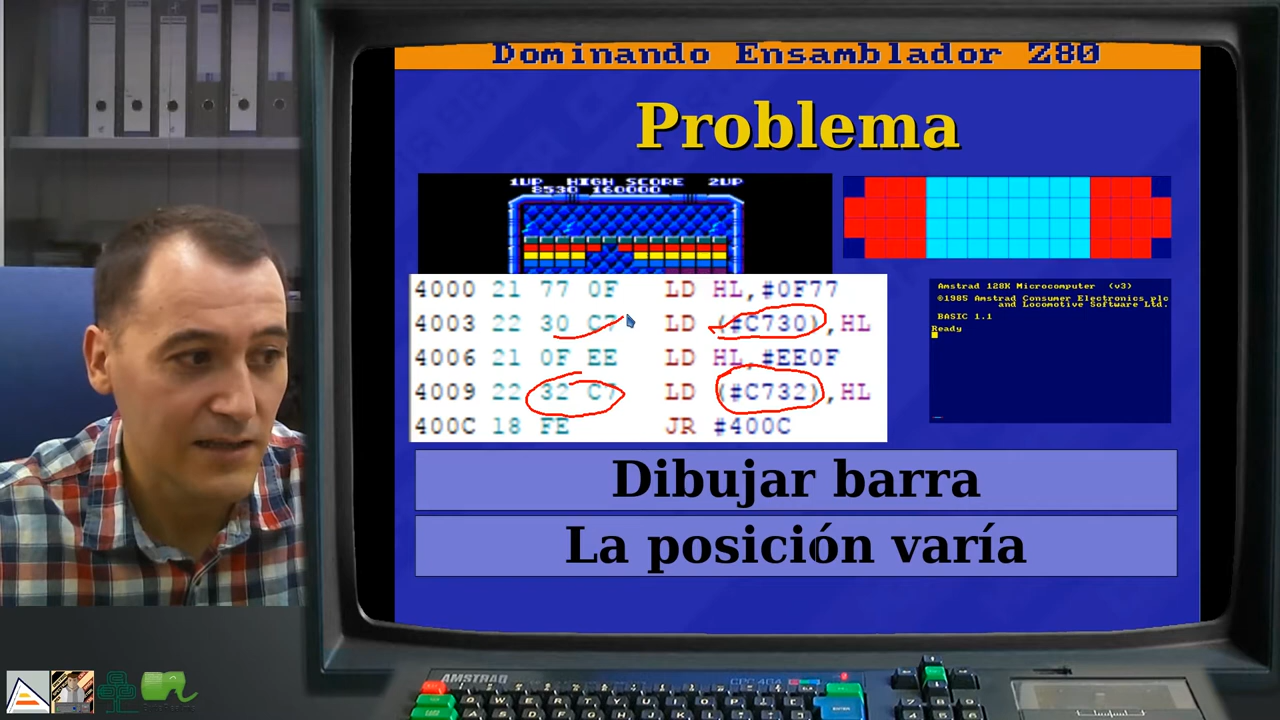 Dominando Ensamblador Z80
Problema
1UP HIGH SCORE 2UP
8530 160000
4000 21 77 0F LD HL,#0F77
4003 22 30 C7 LD (#C730),HL
4006 21 0F EE LD HL,#EE0F
4009 22 32 C7 LD (#C732),HL
400C 18 FE JR #400C
Amstrad 128K Microcomputer (v3)
©1985 Amstrad Consumer Electronics plc
and Locomotive Software Ltd.
BASIC 1.1
Ready
Dibujar barra
La posición varía
AMSTRAD